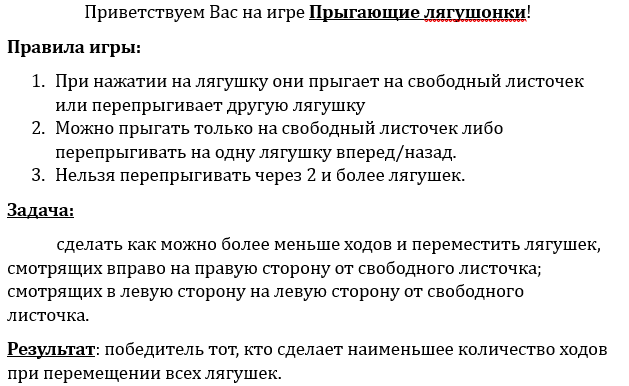 Приветствуем Вас на игре Прыгающие лягушонки!
Правила игры:
1. При нажатии на лягушку они прыгает на свободный листочек
или перепрыгивает другую лягушку
2. Можно прыгать только на свободный листочек либо
перепрыгивать на одну лягушку вперед/назад.
3. Нельзя перепрыгивать через 2 и более лягушек.
Задача:
сделать как можно более меньше ходов и переместить лягушек,
смотрящих вправо на правую сторону от свободного листочка;
смотрящих в левую сторону на левую сторону от свободного
листочка.
Результат: победитель тот, кто сделает наименьшее количество ходов
при перемещении всех лягушек.